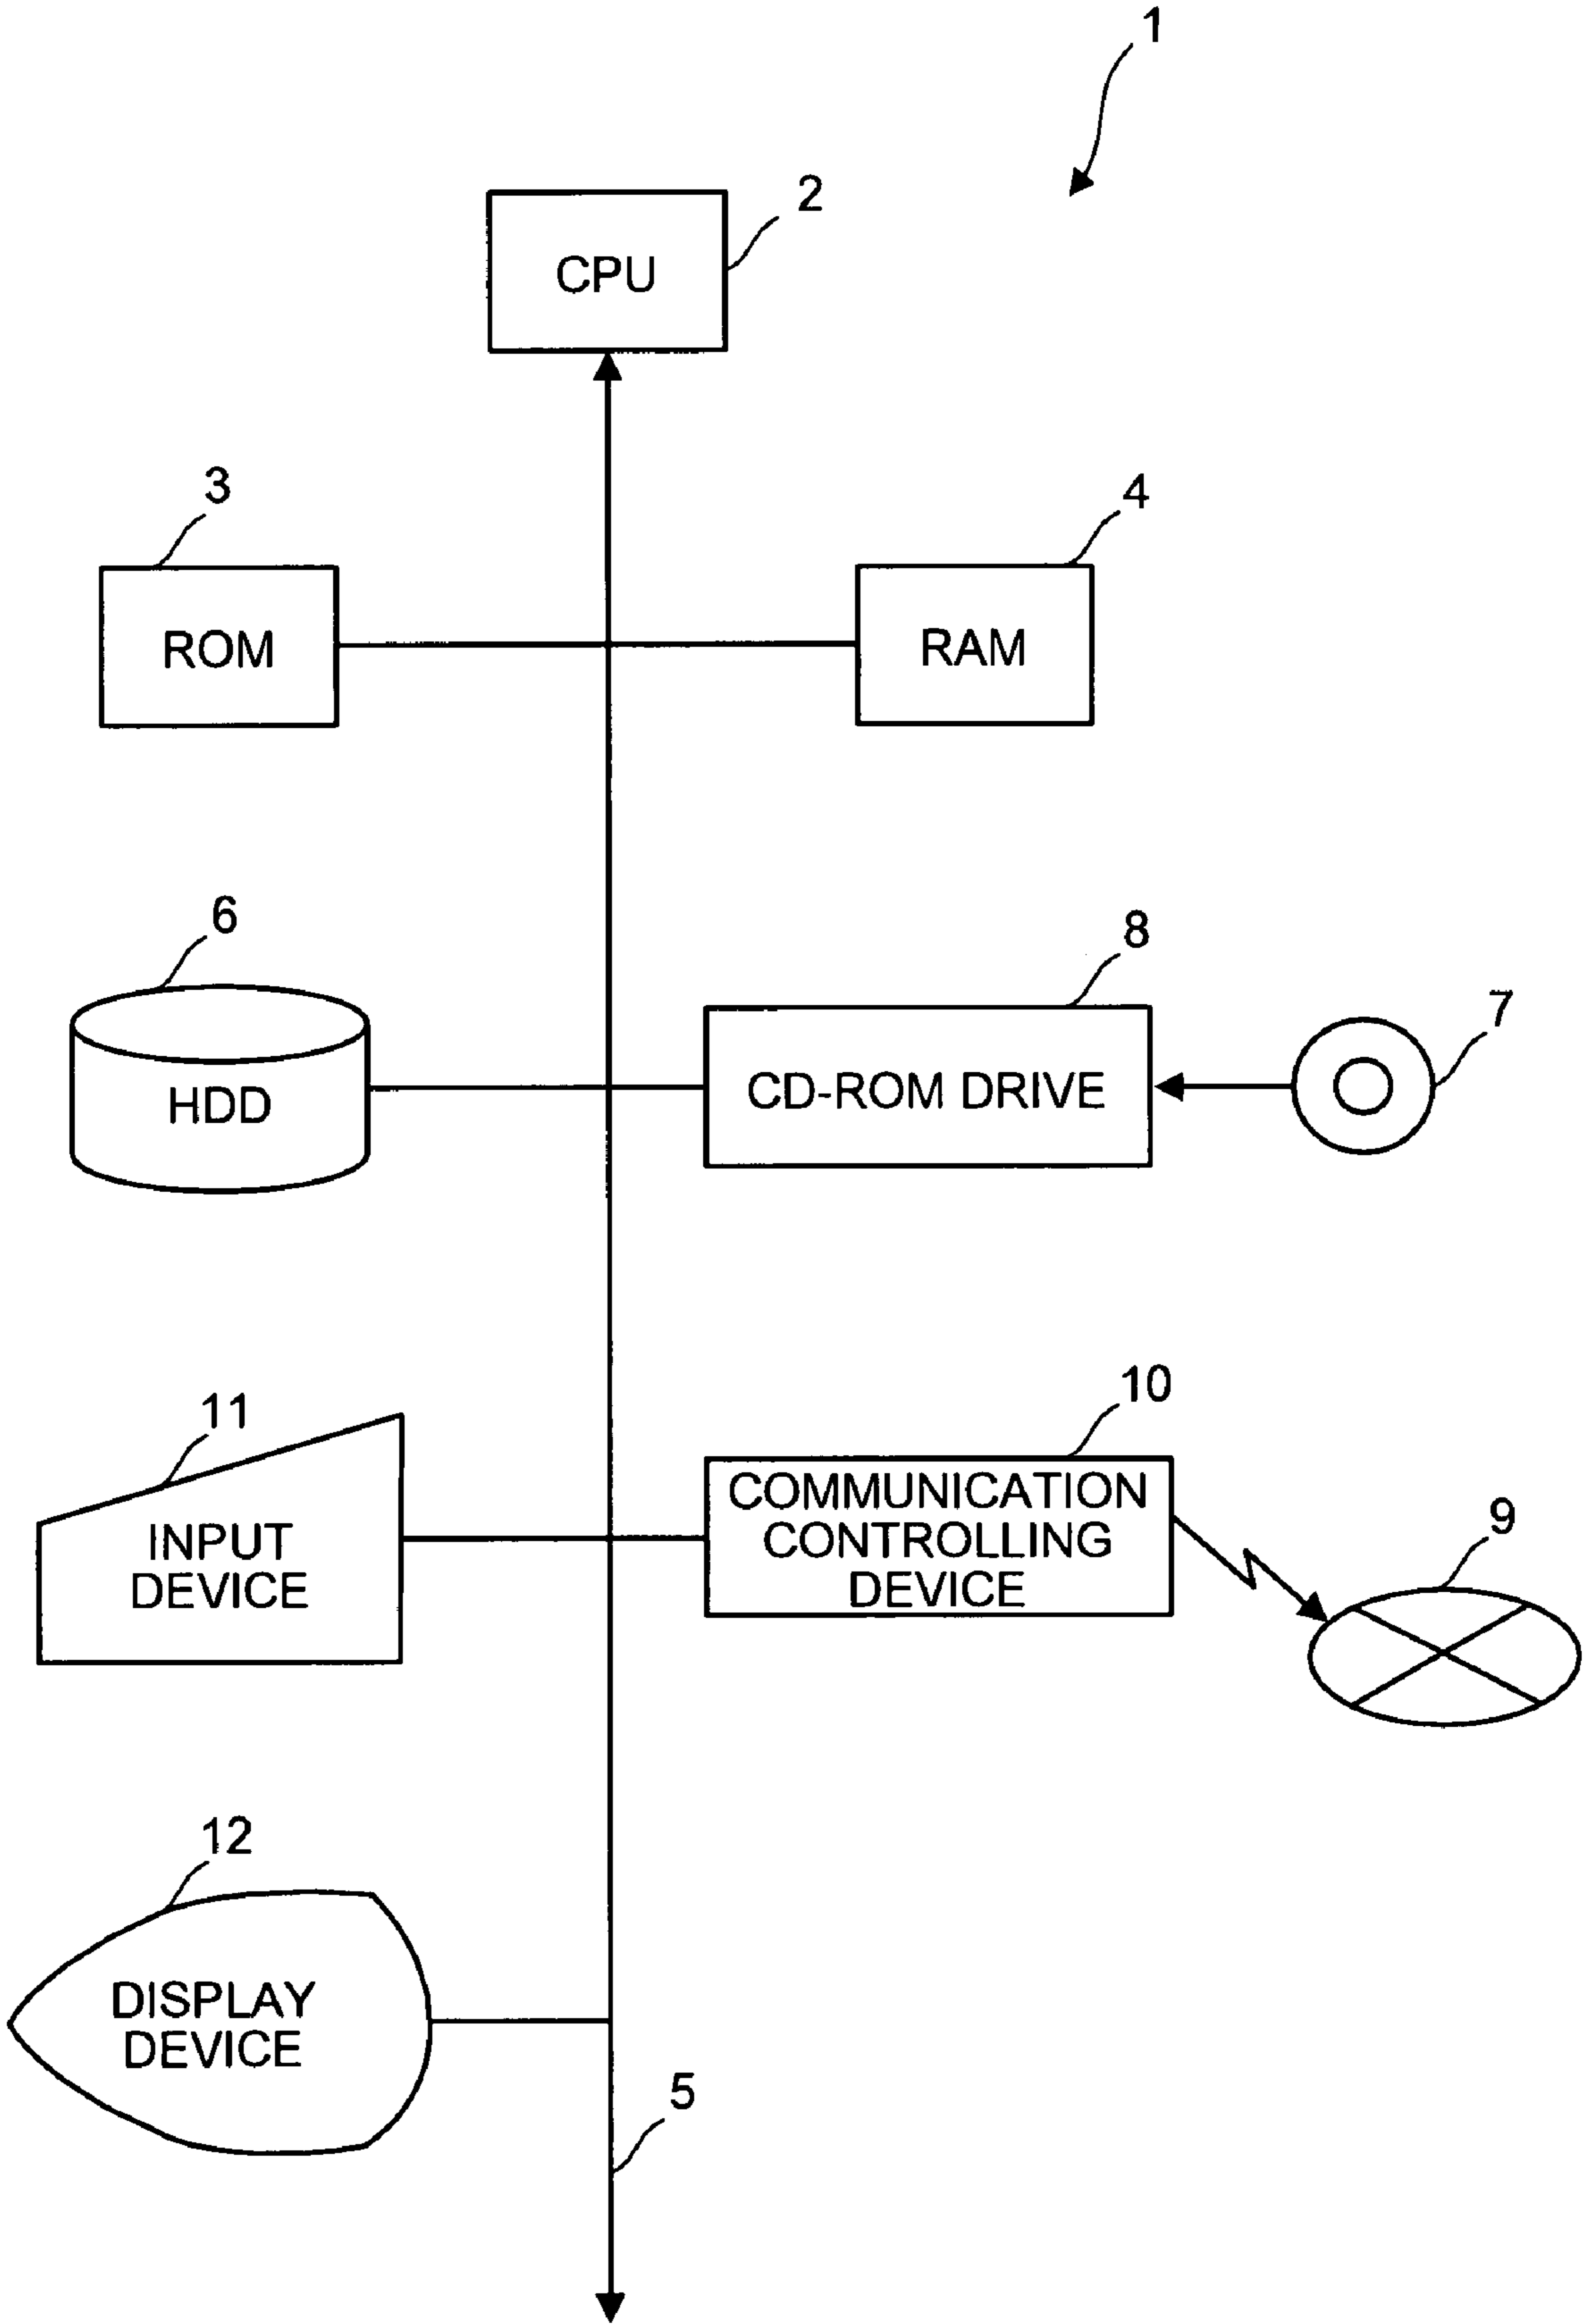 1
2
CPU
3
4
ROM
RAM
6
8
7
HDD
CD-ROM DRIVE
11
10
INPUT
DEVICE
COMMUNICATION
CONTROLLING
DEVICE
9
12
DISPLAY
DEVICE
5